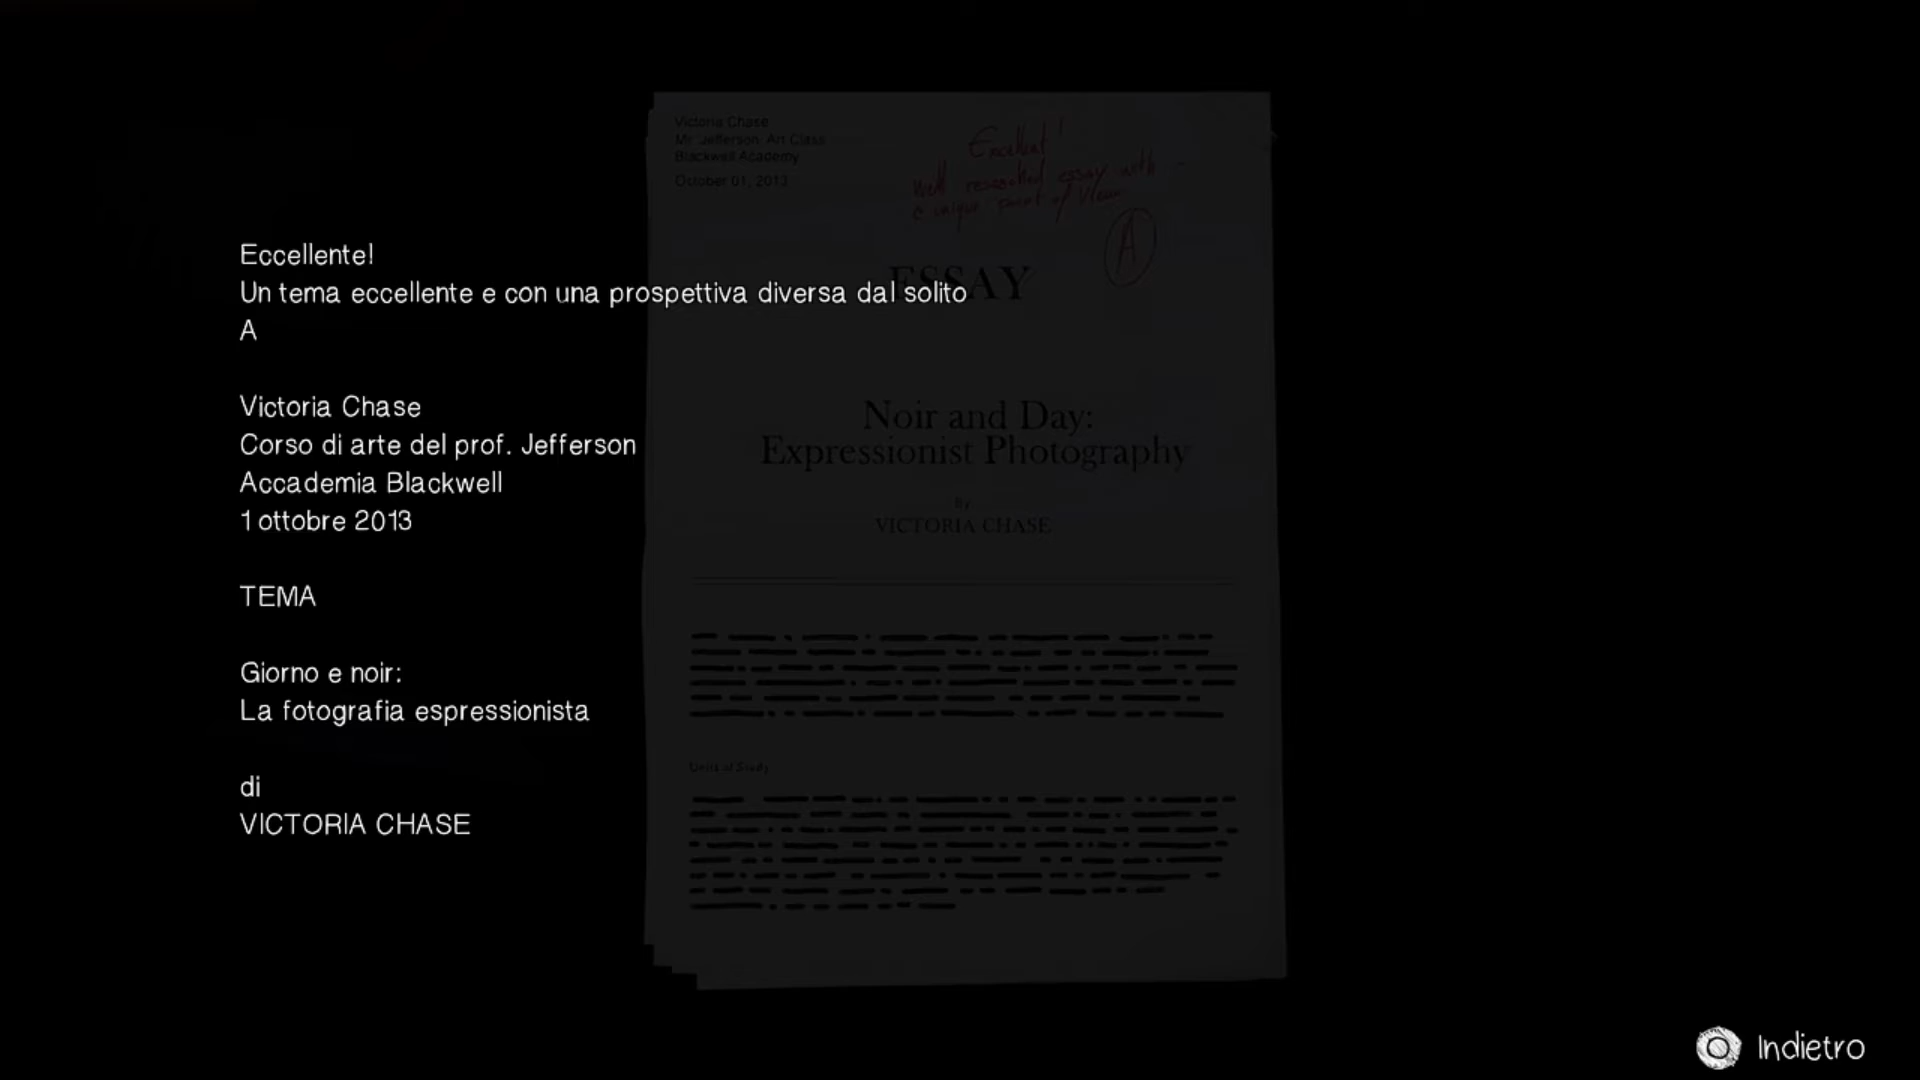 Eccellente!
Un tema eccellente e con una prospettiva diversa dal solito
A
Victoria Chase
Corso di arte del prof. Jefferson
Accademia Blackwell
1 ottobre 2013
TEMA
Giorno e noir:
La fotografia espressionista
di
VICTORIA CHASE
Victoria Chase
Mr. Jefferson: Art Class
Blackwell Academy
October 01, 2013
Excellent!
Well researched essay with
a unique point of view
A
ESSAY
Noir and Day:
Expressionist Photography
By
VICTORIA CHASE
of Study
Indietro